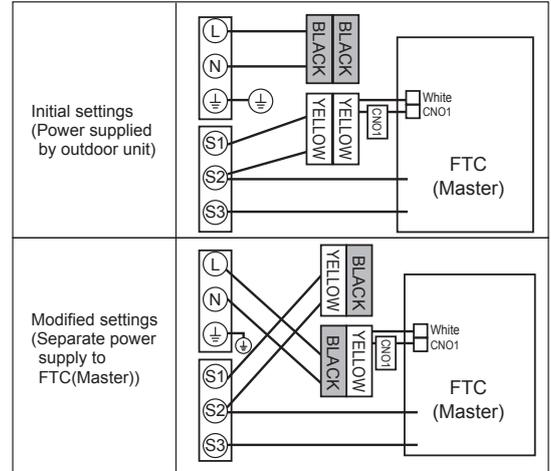 Initial settings
(Power supplied
by outdoor unit)
L
N
S1
S2
S3
BLACK
BLACK
YELLOW
YELLOW
CNO1
White
CNO1
FTC
(Master)
Modified settings
(Separate power
supply to
FTC(Master))
L
N
S1
S2
S3
YELLOW
BLACK
BLACK
YELLOW
CNO1
White
CNO1
FTC
(Master)